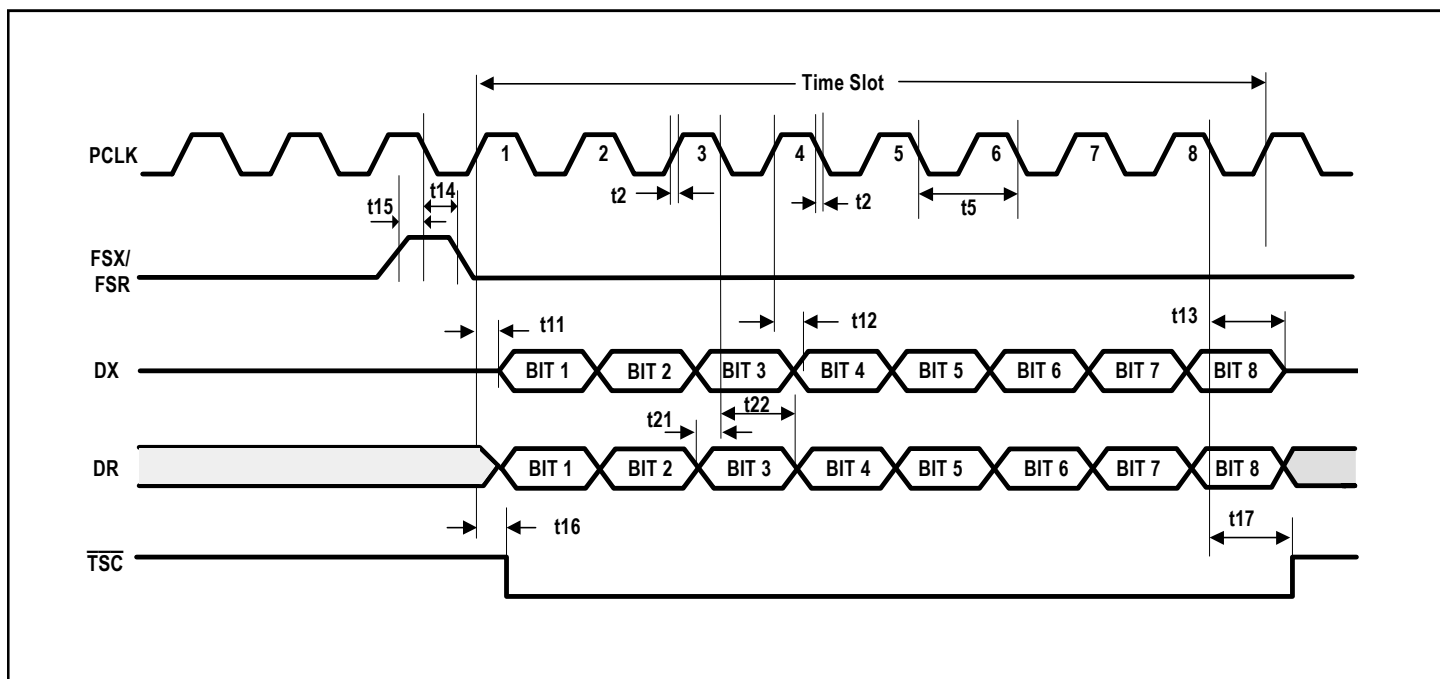 Time Slot
PCLK
1 2 3 4 5 6 7 8
t15 t14 t2 t2 t5
FSX/
FSR
t11 t12 t13
DX
BIT 1 BIT 2 BIT 3 BIT 4 BIT 5 BIT 6 BIT 7 BIT 8
t21 t22
DR
BIT 1 BIT 2 BIT 3 BIT 4 BIT 5 BIT 6 BIT 7 BIT 8
t16 t17
TSC